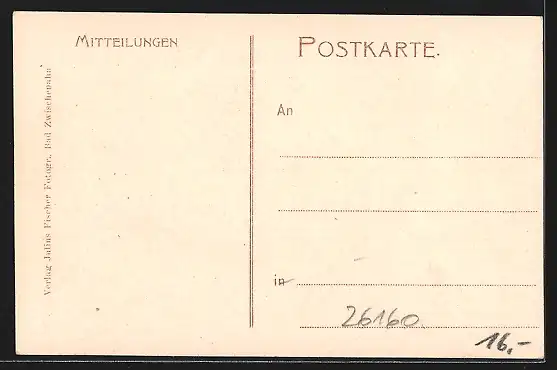 MITTEILUNGEN
POSTKARTE.
Verlag Julius Fischer Fotogr., Bad Zwischenahn
An
in
26160.
16,-